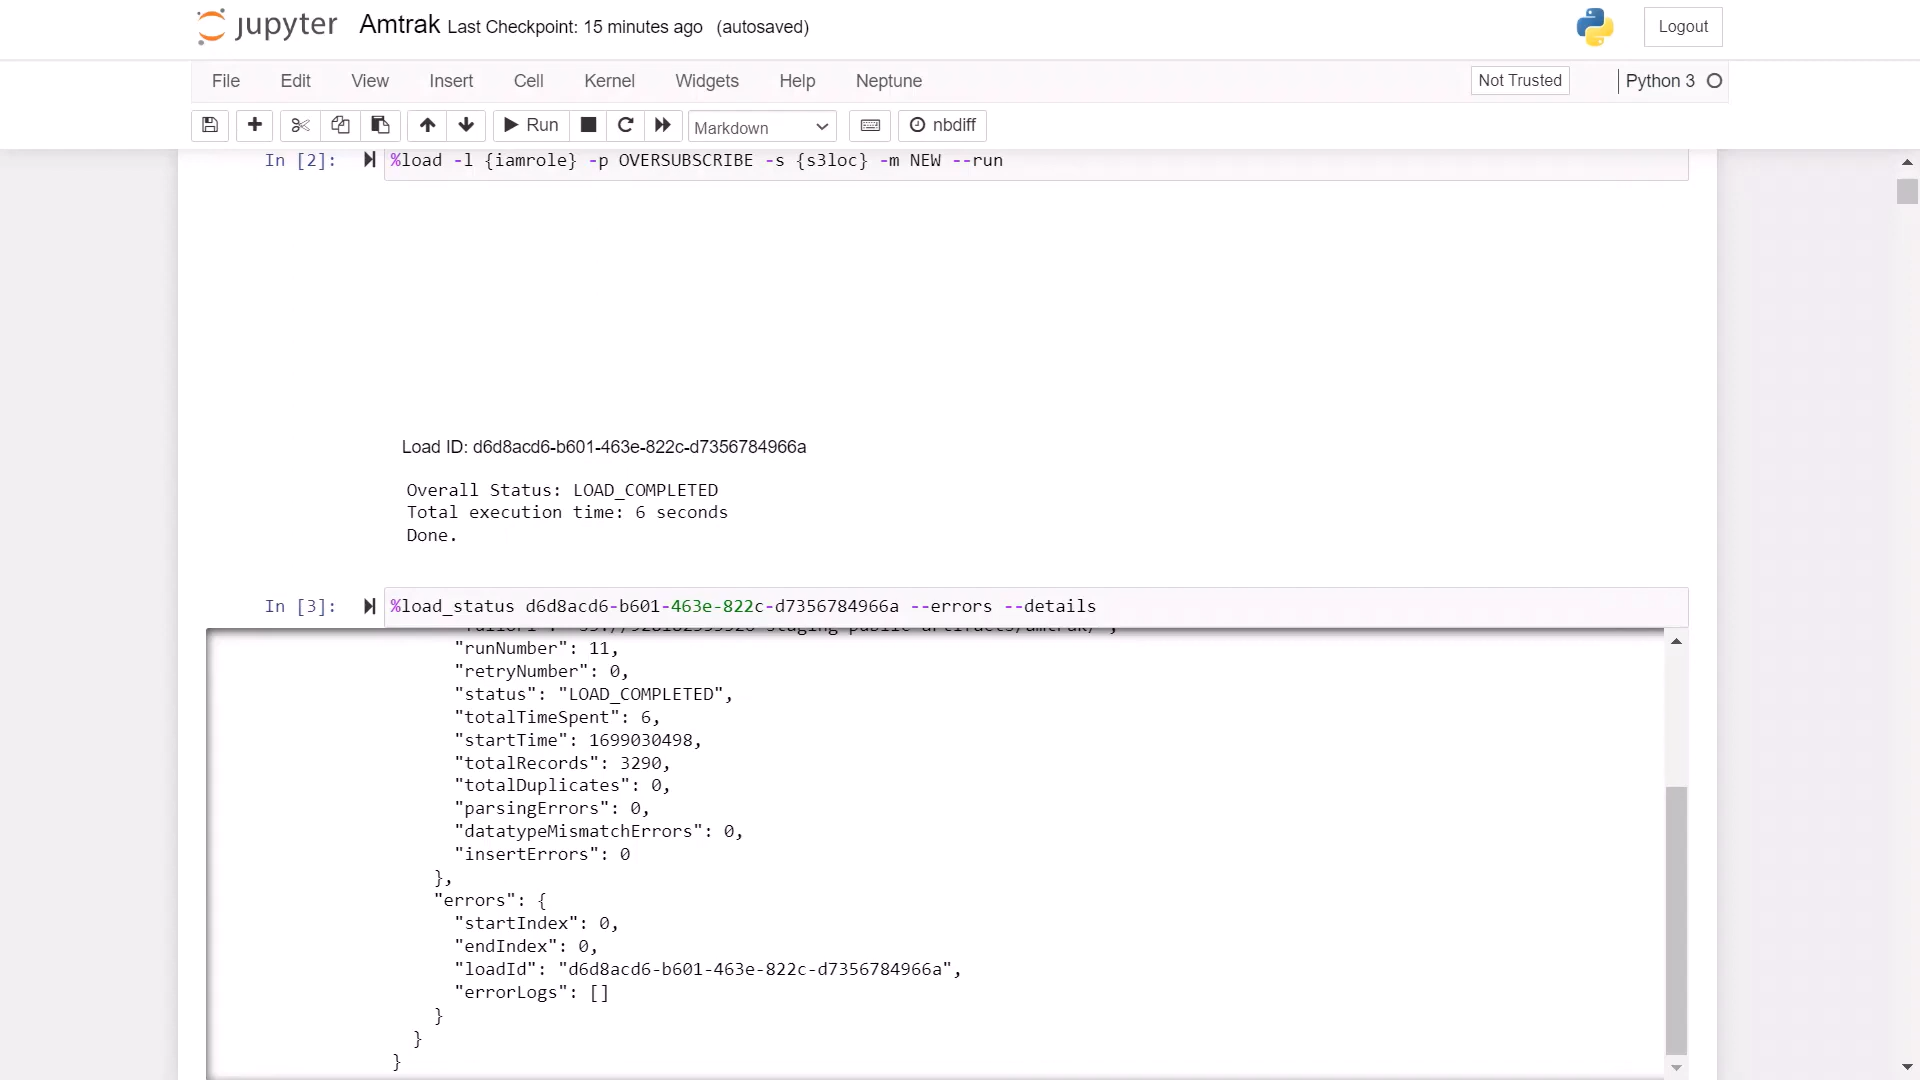 jupyter Amtrak Last Checkpoint: 15 minutes ago (autosaved) Logout
File Edit View Insert Cell Kernel Widgets Help Neptune Not Trusted Python 3
Run Markdown nbdiff
In [2]: %load -l {iamrole} -p OVERSUBSCRIBE -s {s3loc} -m NEW --run
Load ID: d6d8acd6-b601-463e-822c-d7356784966a
Overall Status: LOAD_COMPLETED
Total execution time: 6 seconds
Done.
In [3]: %load_status d6d8acd6-b601-463e-822c-d7356784966a --errors --details
"runNumber": 11,
"retryNumber": 0,
"status": "LOAD_COMPLETED",
"totalTimeSpent": 6,
"startTime": 1699030498,
"totalRecords": 3290,
"totalDuplicates": 0,
"parsingErrors": 0,
"datatypeMismatchErrors": 0,
"insertErrors": 0
},
"errors": {
"startIndex": 0,
"endIndex": 0,
"loadId": "d6d8acd6-b601-463e-822c-d7356784966a",
"errorLogs": []
}
}
}